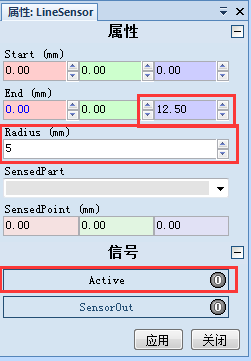 属性: LineSensor
属性
Start (mm)
0.00 0.00 0.00
End (mm)
0.00 0.00 12.50
Radius (mm)
5
SensedPart
SensedPoint (mm)
0.00 0.00 0.00
信号
Active 0
SensorOut 0
应用 关闭